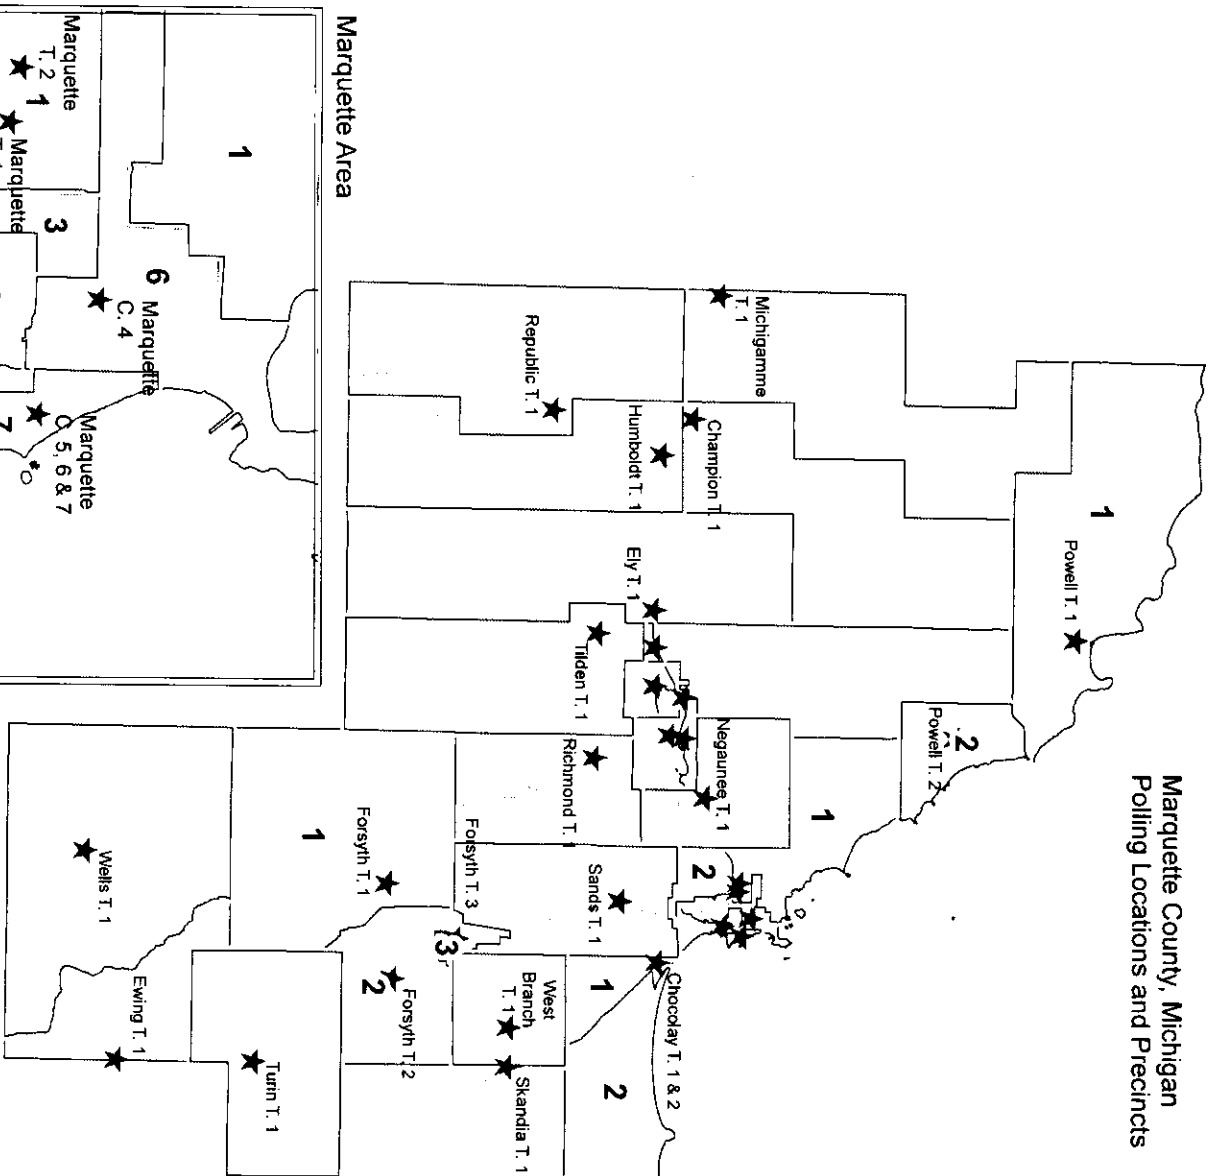 Marquette County, Michigan
Polling Locations and Precincts
1
Powell T. 1
2
Powell T. 2
1
Michigamme
T. 1
Champion T. 1
Republic T. 1
Humboldt T. 1
Ely T. 1
Tilden T. 1
Negaunee T. 1
Richmond T. 1
2
Sands T. 1
Chocolay T. 1 & 2
1
2
West
Branch
T. 1
Skandia T. 1
Forsyth T. 3
3
Forsyth T. 1
1
Forsyth T. 2
2
Wells T. 1
Ewing T. 1
Turin T. 1
Marquette Area
1
6
Marquette
C. 4
Marquette
T. 2
1
Marquette
3
Marquette
C. 5, 6 & 7
7